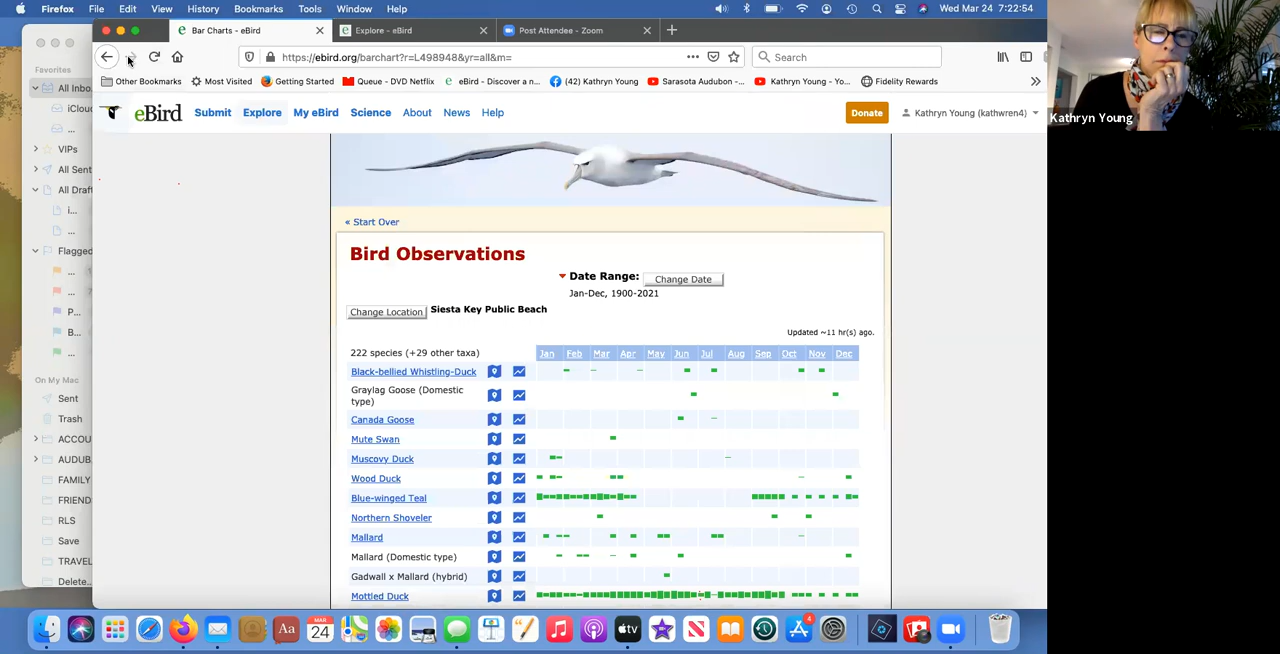 Firefox File Edit View History Bookmarks Tools Window Help Wed Mar 24 7:22:54
Bar Charts - eBird Explore - eBird Post Attendee - Zoom
https://ebird.org/barchart?r=L498948&yr=all&m= Search
Other Bookmarks Most Visited Getting Started Queue - DVD Netflix eBird - Discover a n... (42) Kathryn Young Sarasota Audubon -... Kathryn Young - Yo... Fidelity Rewards
eBird Submit Explore My eBird Science About News Help Donate Kathryn Young (kathwren4)
Kathryn Young
Favorites
All Inbo
iClou
...
VIPs
All Sent
All Draft
i...
...
Flagged
...
...
P...
B...
...
On My Mac
Sent
Trash
ACCOU
AUDUB
FAMILY
FRIEND
RLS
Save
TRAVEL
Delete...
« Start Over
Bird Observations
Date Range: Change Date
Jan-Dec, 1900-2021
Change Location Siesta Key Public Beach
Updated ~11 hr(s) ago.
222 species (+29 other taxa) Jan Feb Mar Apr May Jun Jul Aug Sep Oct Nov Dec
Black-bellied Whistling-Duck
Graylag Goose (Domestic
type)
Canada Goose
Mute Swan
Muscovy Duck
Wood Duck
Blue-winged Teal
Northern Shoveler
Mallard
Mallard (Domestic type)
Gadwall x Mallard (hybrid)
Mottled Duck
MAR
24
Aa
tv
4